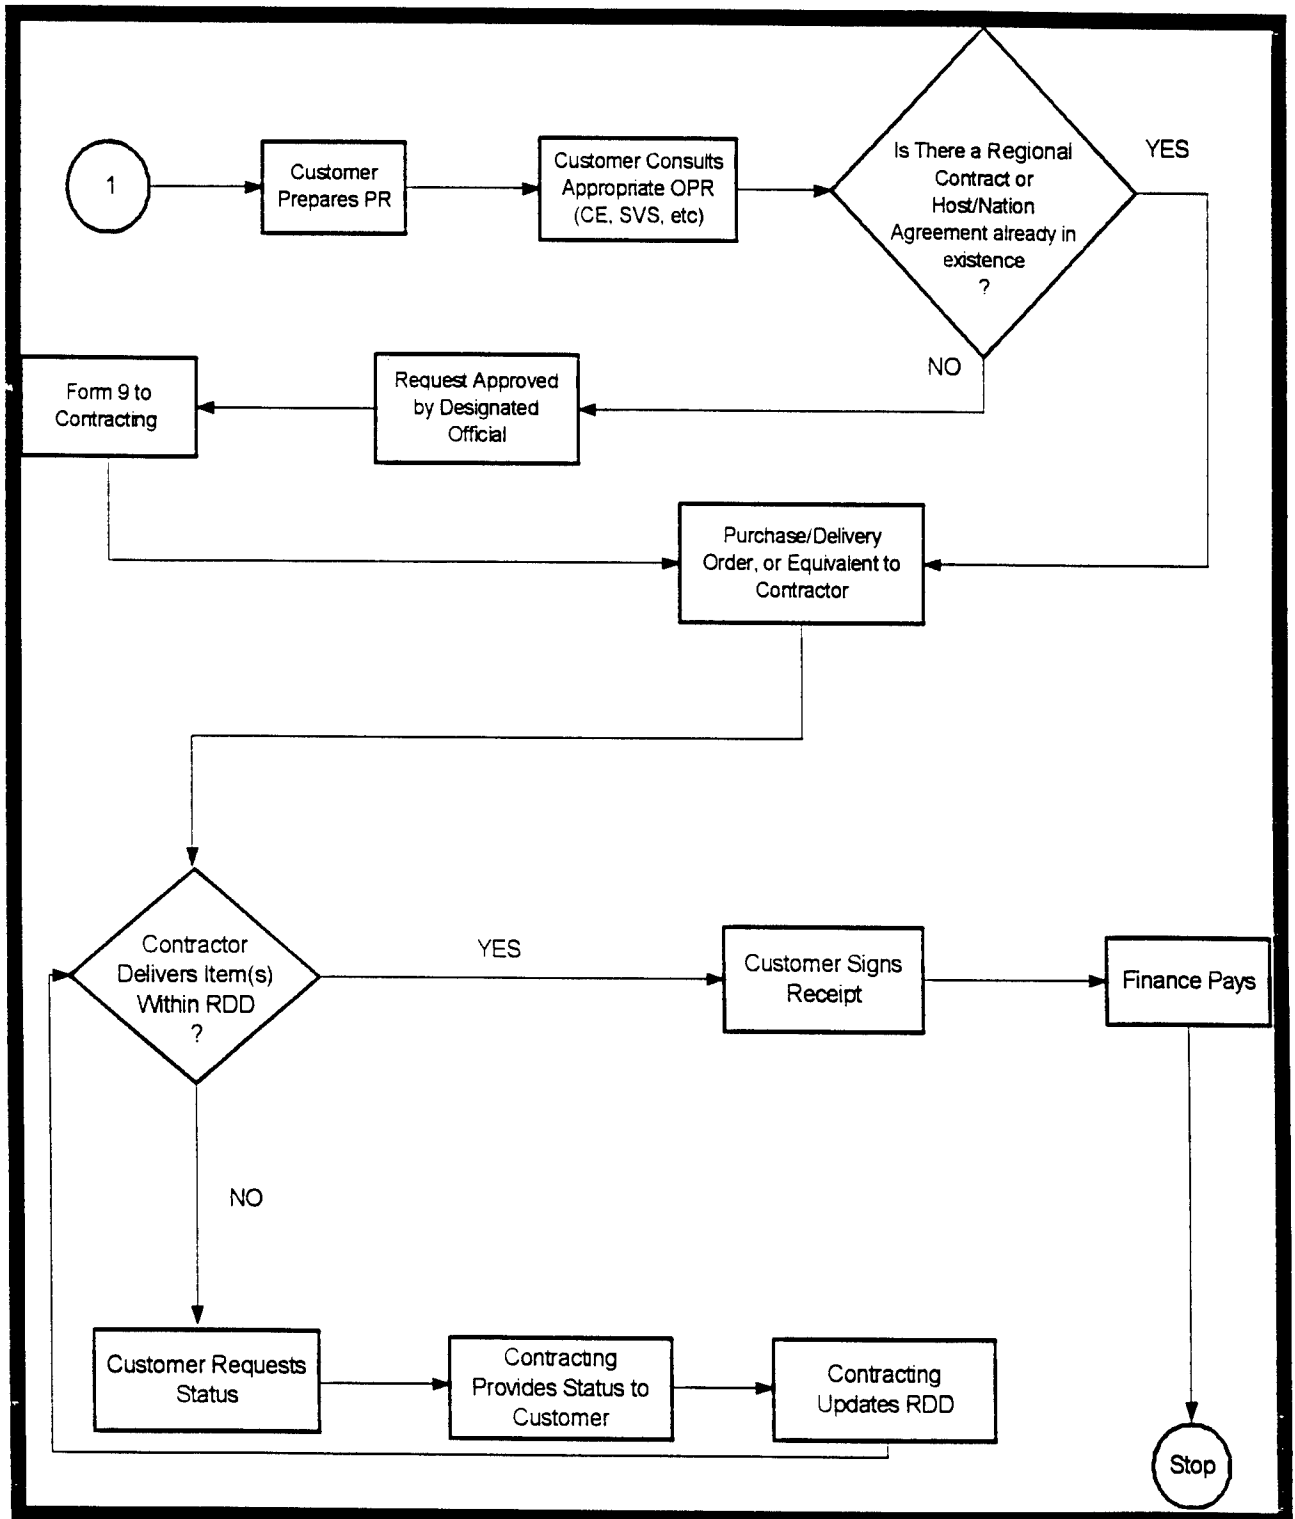 1
Customer
Prepares PR
Customer Consults
Appropriate OPR
(CE, SVS, etc)
Is There a Regional
Contract or
Host/Nation
Agreement already in
existence
?
YES
NO
Request Approved
by Designated
Official
Form 9 to
Contracting
Purchase/Delivery
Order, or Equivalent to
Contractor
Contractor
Delivers Item(s)
Within RDD
?
YES
Customer Signs
Receipt
Finance Pays
NO
Customer Requests
Status
Contracting
Provides Status to
Customer
Contracting
Updates RDD
Stop